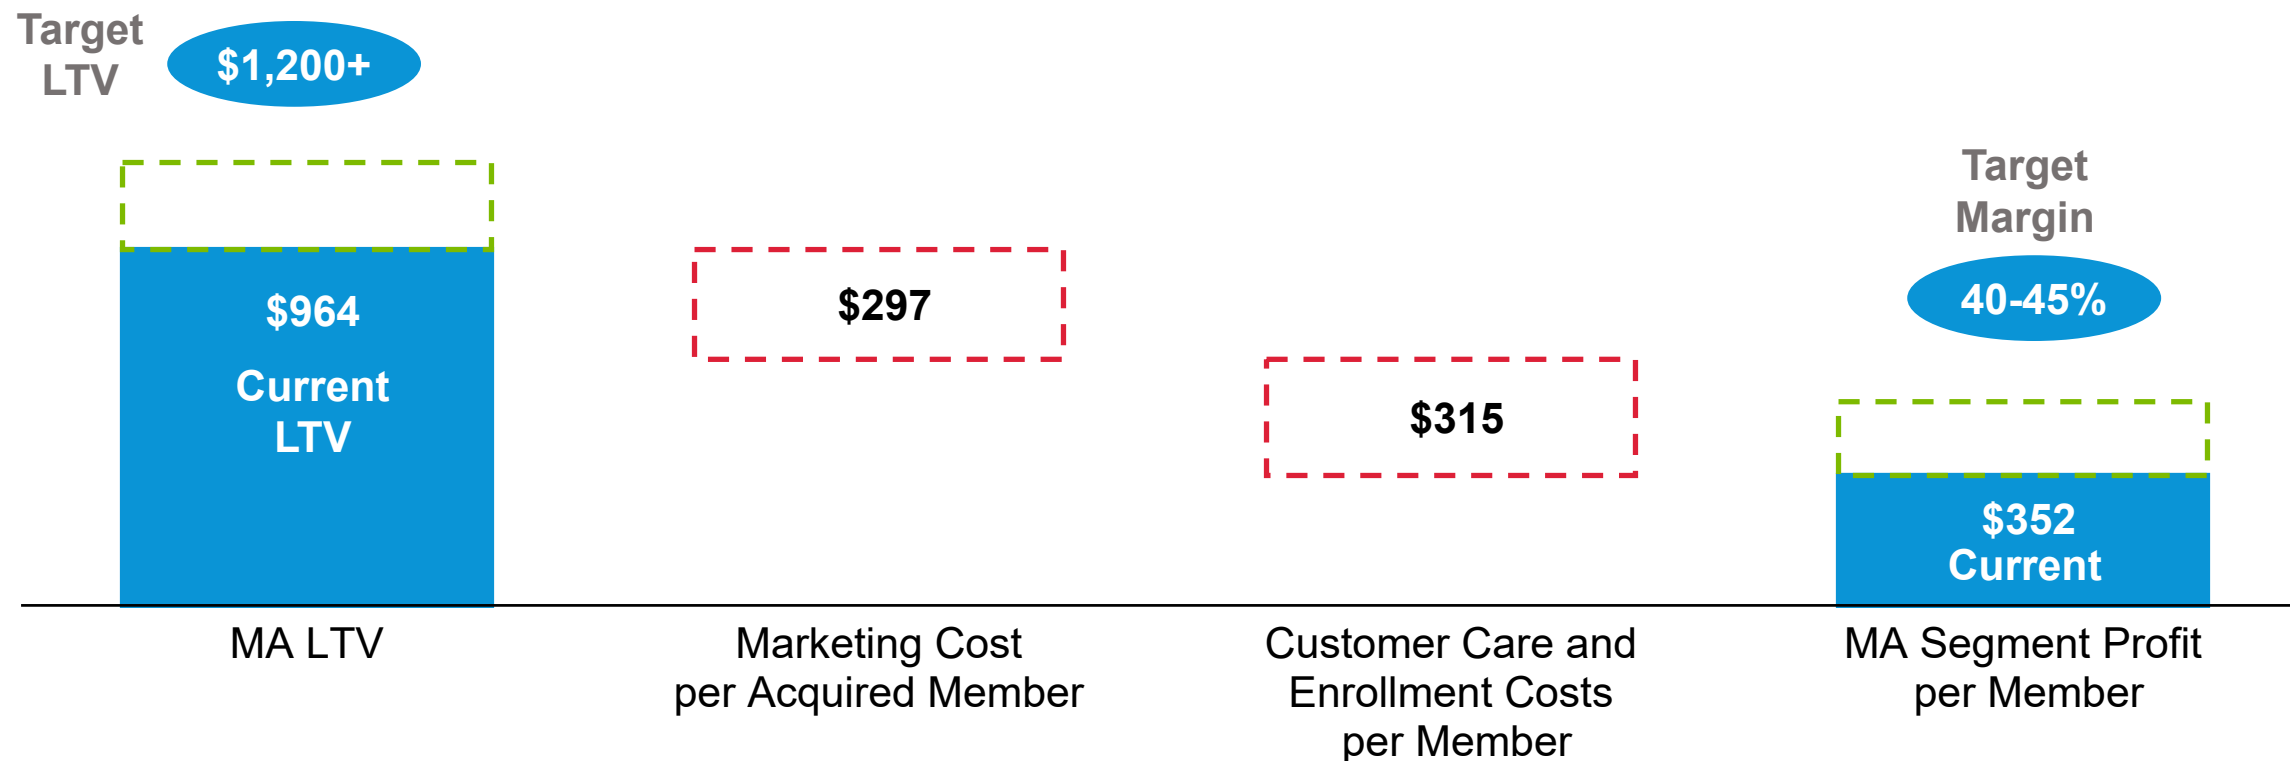 Target
LTV
$1,200+
$964
Current
LTV
$297
$315
Target
Margin
40-45%
$352
Current
MA LTV
Marketing Cost
per Acquired Member
Customer Care and
Enrollment Costs
per Member
MA Segment Profit
per Member